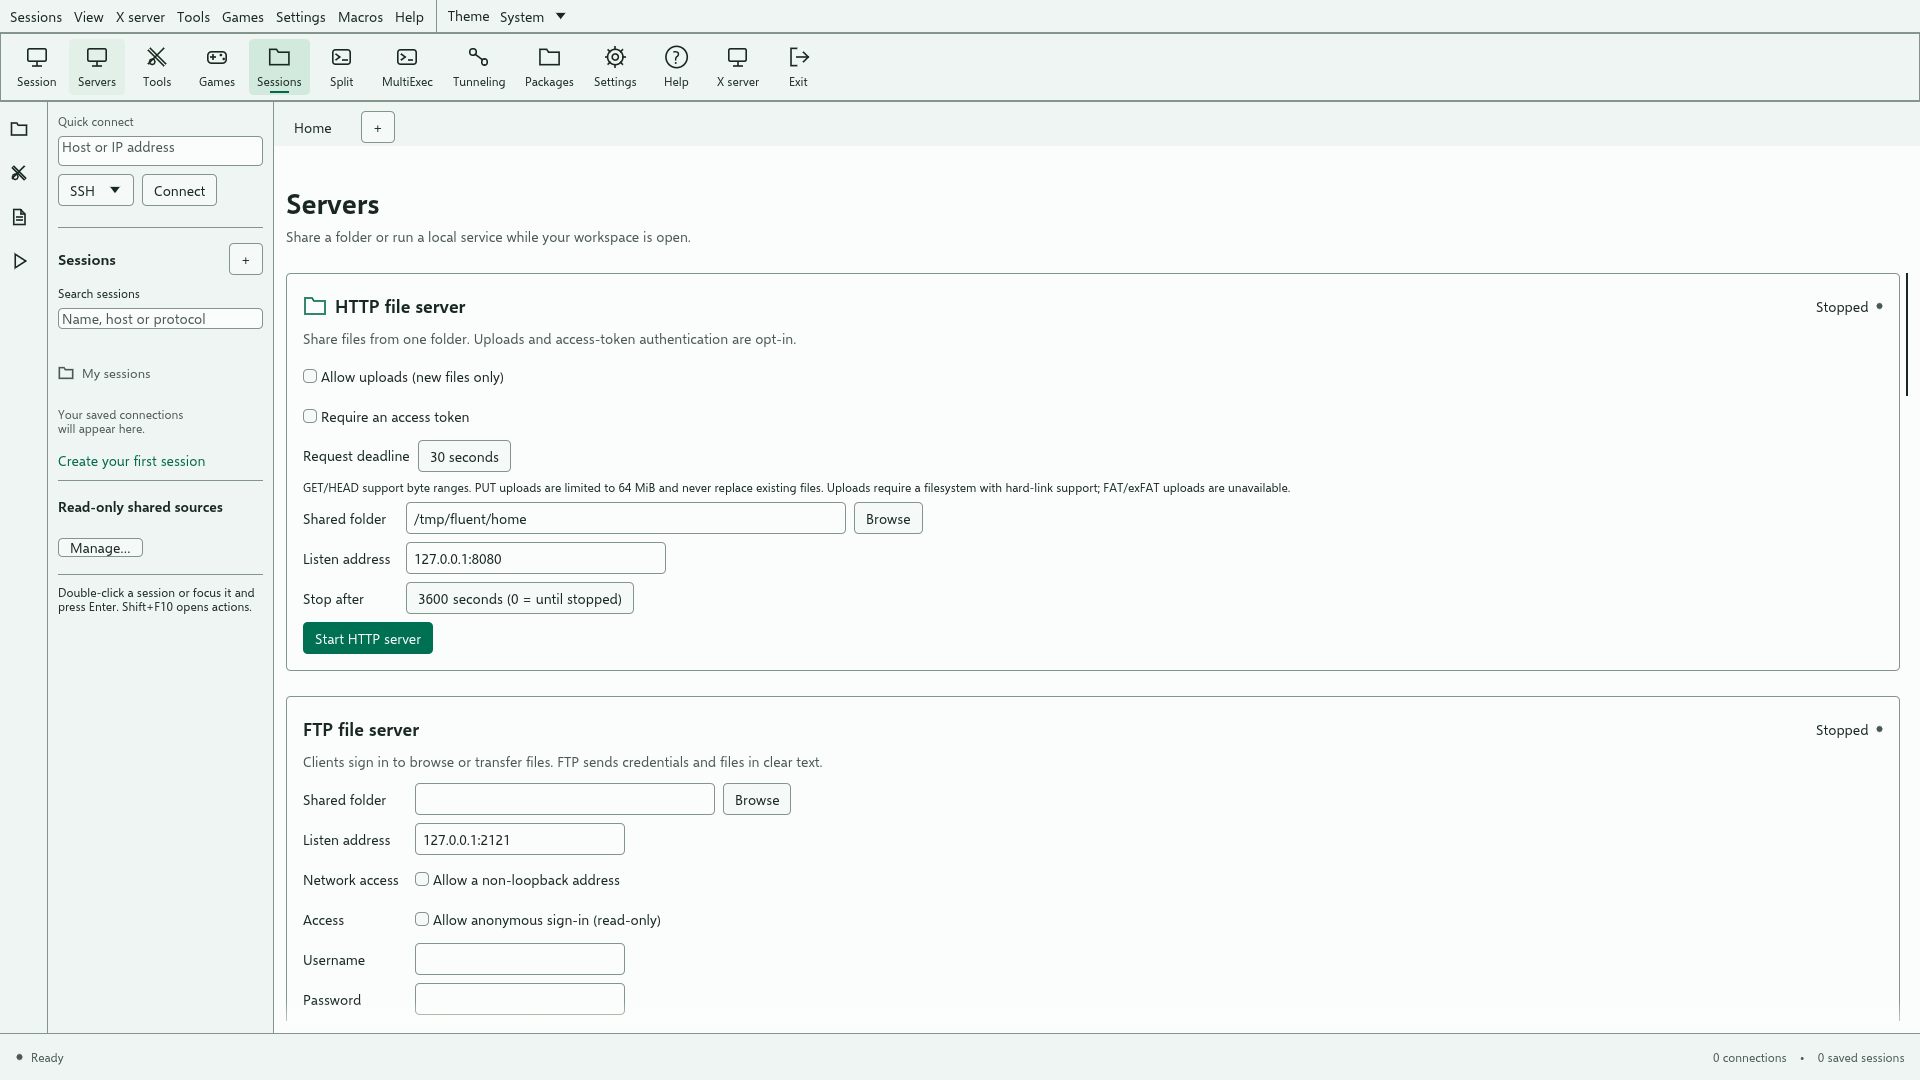 Sessions View X server Tools Games Settings Macros Help Theme System
Session Servers Tools Games Sessions Split MultiExec Tunneling Packages Settings Help X server Exit
Quick connect
Host or IP address
SSH Connect
Sessions +
Search sessions
Name, host or protocol
My sessions
Your saved connections
will appear here.
Create your first session
Read-only shared sources
Manage...
Double-click a session or focus it and
press Enter. Shift+F10 opens actions.
Home +
Servers
Share a folder or run a local service while your workspace is open.
HTTP file server Stopped
Share files from one folder. Uploads and access-token authentication are opt-in.
Allow uploads (new files only)
Require an access token
Request deadline 30 seconds
GET/HEAD support byte ranges. PUT uploads are limited to 64 MiB and never replace existing files. Uploads require a filesystem with hard-link support; FAT/exFAT uploads are unavailable.
Shared folder /tmp/fluent/home Browse
Listen address 127.0.0.1:8080
Stop after 3600 seconds (0 = until stopped)
Start HTTP server
FTP file server Stopped
Clients sign in to browse or transfer files. FTP sends credentials and files in clear text.
Shared folder Browse
Listen address 127.0.0.1:2121
Network access Allow a non-loopback address
Access Allow anonymous sign-in (read-only)
Username
Password
Ready 0 connections • 0 saved sessions